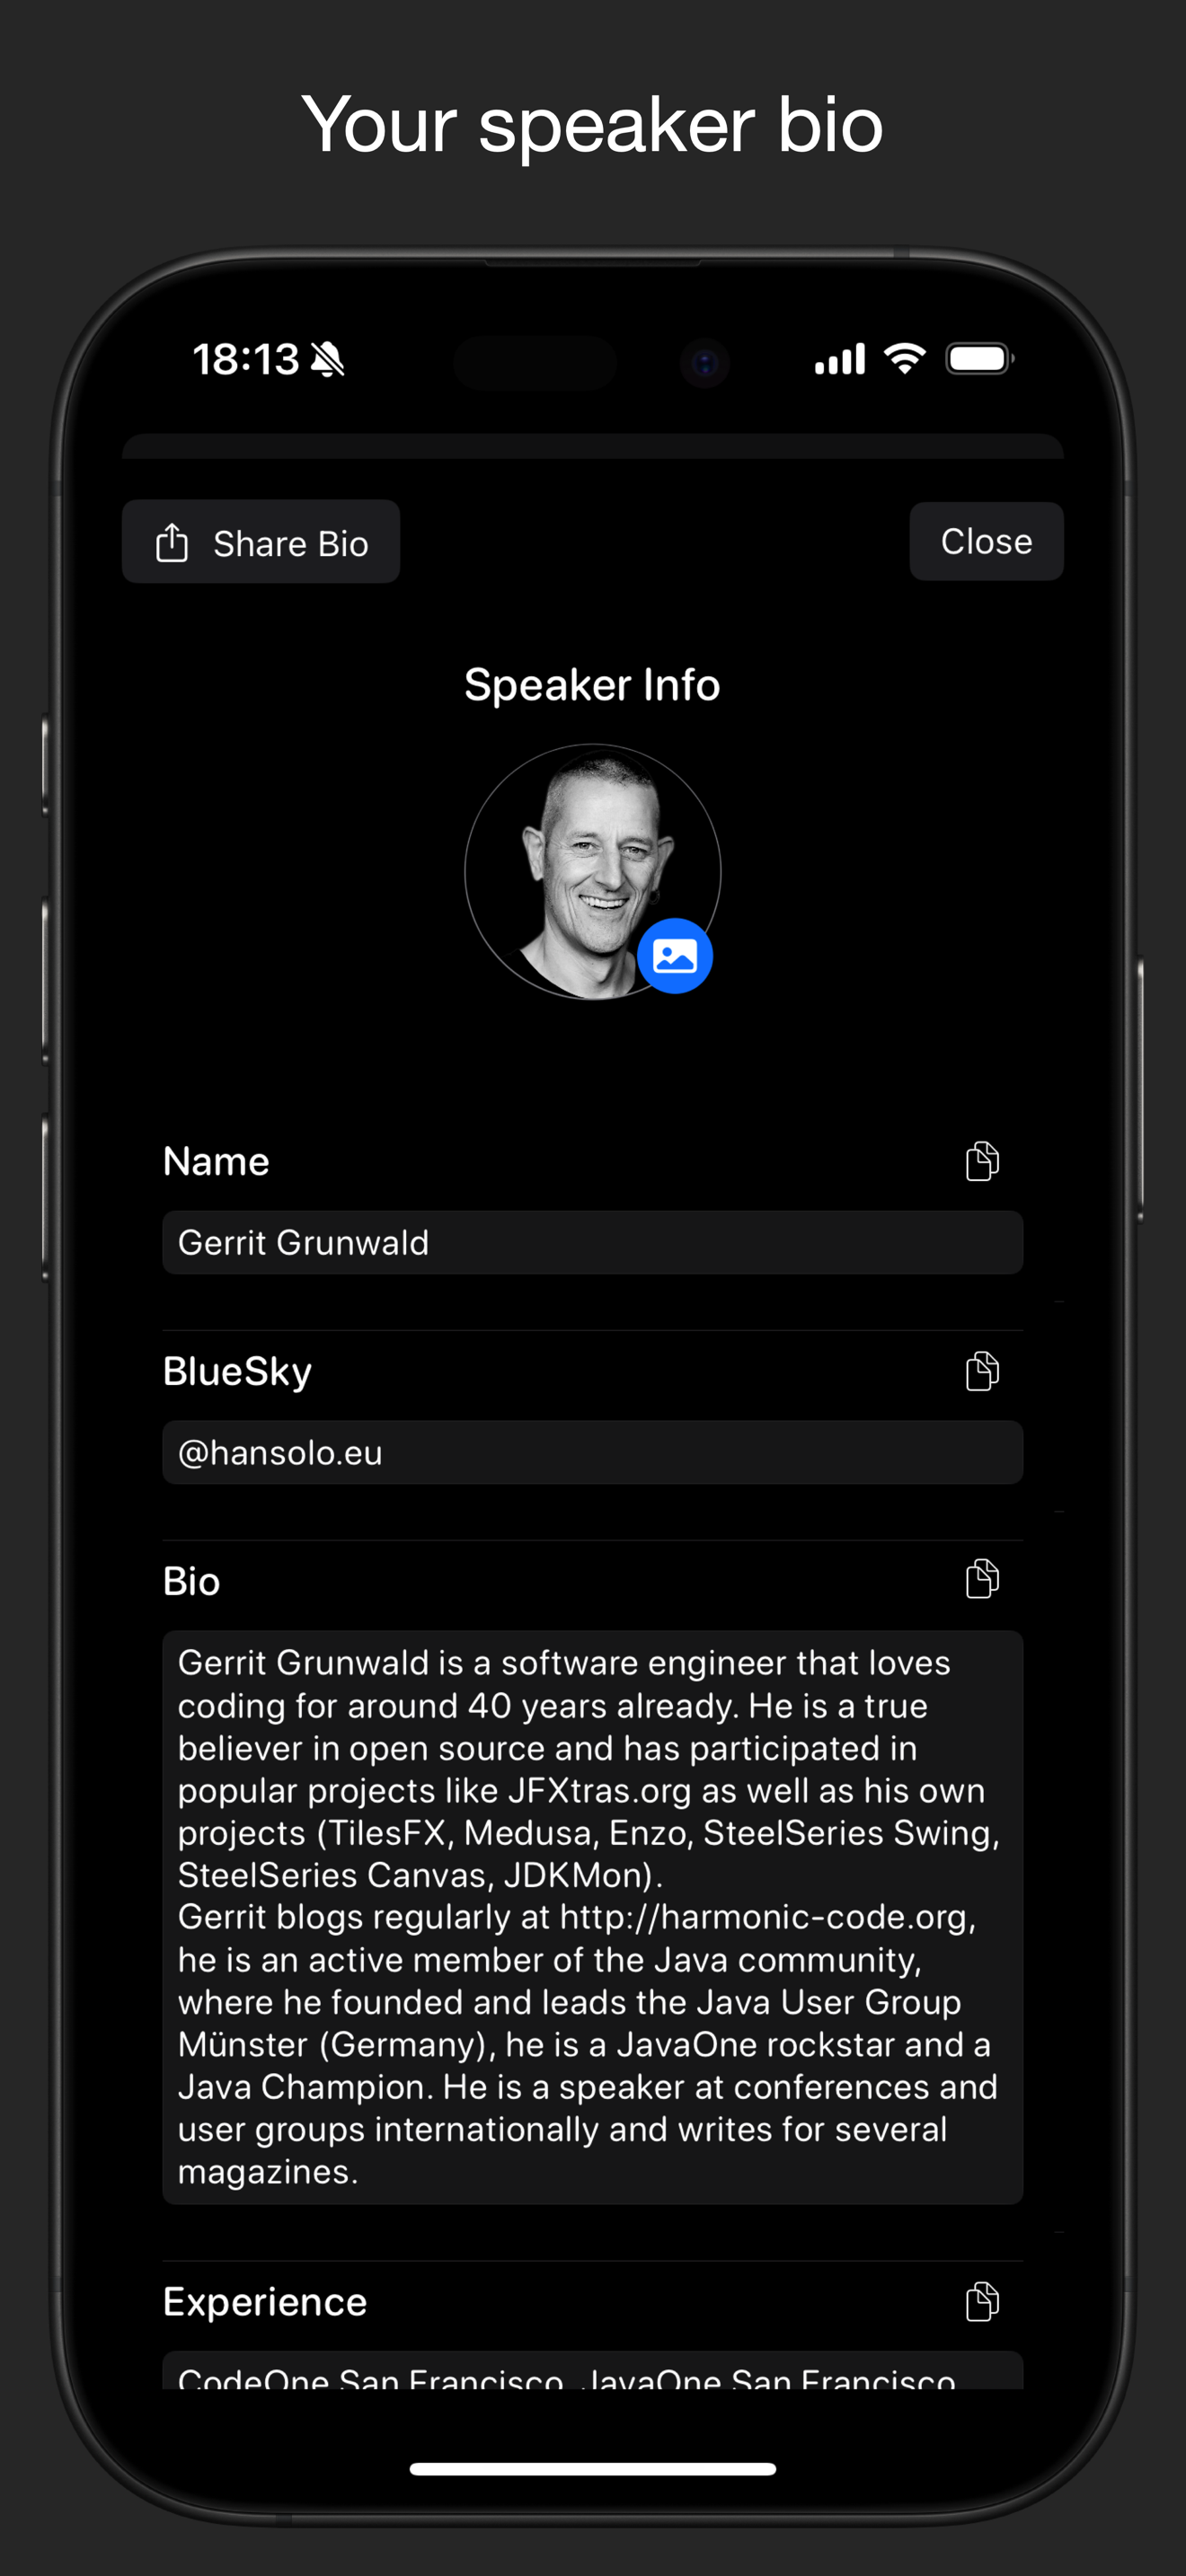 Your speaker bio
18:13
Share Bio
Close
Speaker Info
Name
Gerrit Grunwald
BlueSky
@hansolo.eu
Bio
Gerrit Grunwald is a software engineer that loves
coding for around 40 years already. He is a true
believer in open source and has participated in
popular projects like JFXtras.org as well as his own
projects (TilesFX, Medusa, Enzo, SteelSeries Swing,
SteelSeries Canvas, JDKMon).
Gerrit blogs regularly at http://harmonic-code.org,
he is an active member of the Java community,
where he founded and leads the Java User Group
Münster (Germany), he is a JavaOne rockstar and a
Java Champion. He is a speaker at conferences and
user groups internationally and writes for several
magazines.
Experience
CodeOne San Francisco, JavaOne San Francisco,